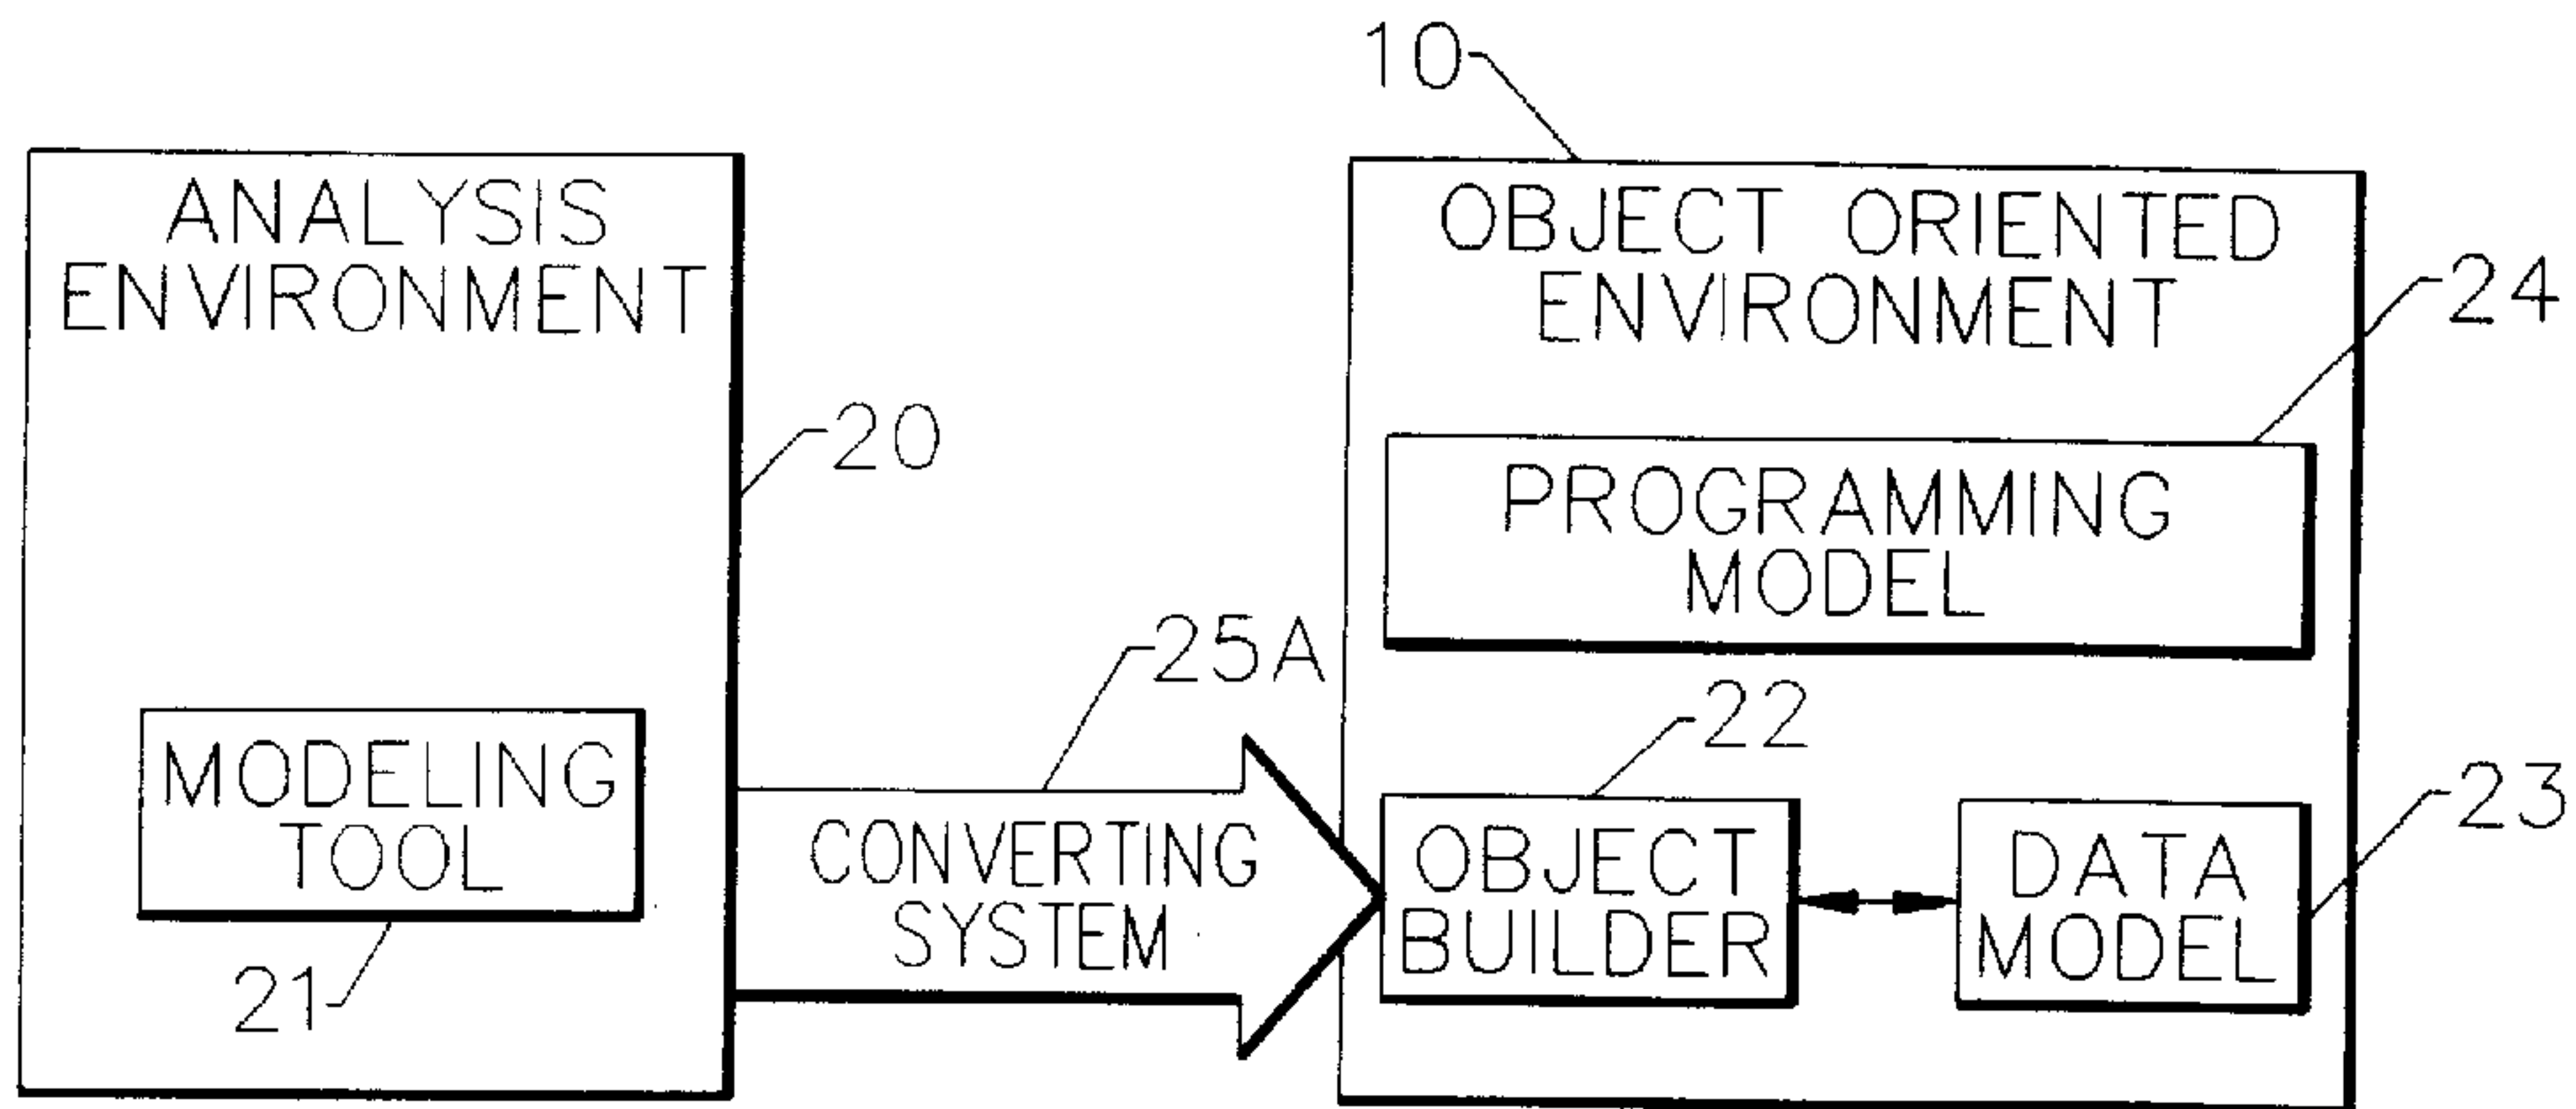 10
ANALYSIS
ENVIRONMENT
OBJECT ORIENTED
ENVIRONMENT
24
20
PROGRAMMING
MODEL
25A
22
MODELING
TOOL
23
CONVERTING
SYSTEM
OBJECT
BUILDER
DATA
MODEL
21